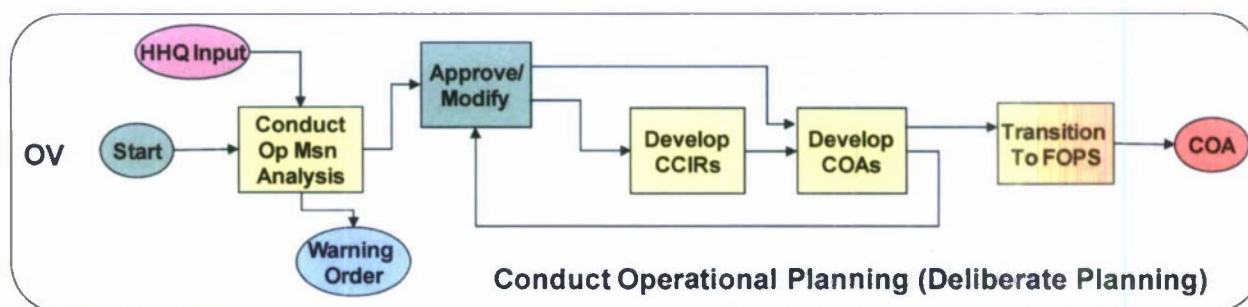 HHQ Input
OV
Start
Conduct
Op Msn
Analysis
Warning
Order
Approve/
Modify
Develop
CCIRs
Develop
COAs
Transition
To FOPS
COA
Conduct Operational Planning (Deliberate Planning)